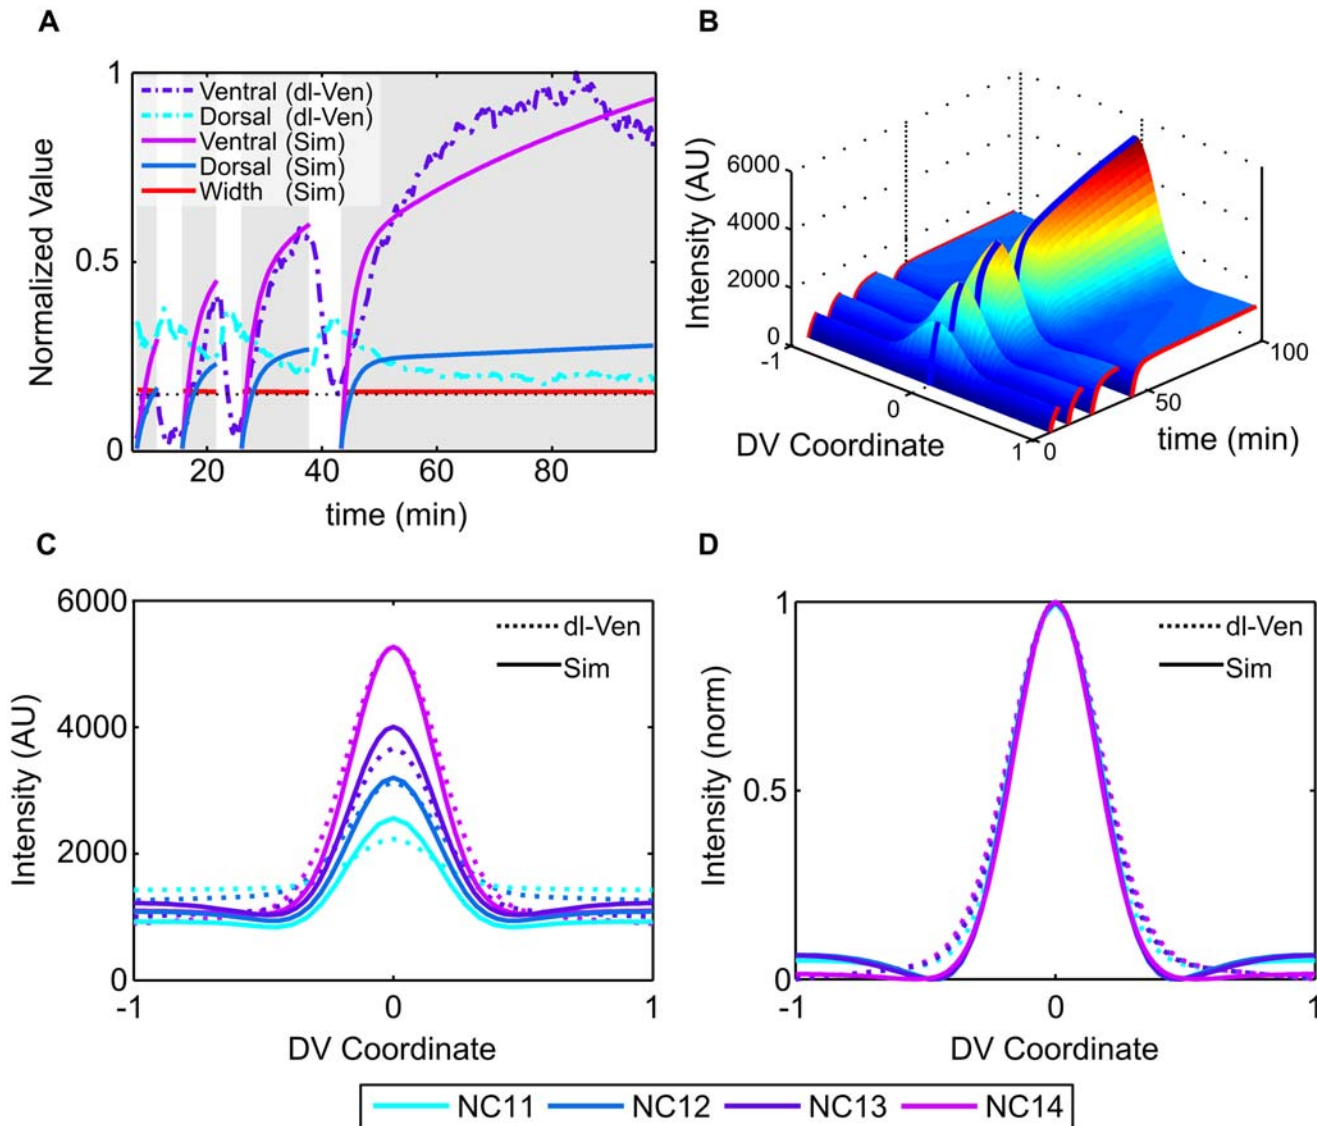 A
Normalized Value
1
0.5
0
Ventral (dl-Ven)
Dorsal (dl-Ven)
Ventral (Sim)
Dorsal (Sim)
Width (Sim)
20
40
60
80
time (min)
B
Intensity (AU)
6000
4000
2000
0
-1
0
1
DV Coordinate
0
50
100
time (min)
C
Intensity (AU)
6000
4000
2000
0
dl-Ven
Sim
-1
0
1
DV Coordinate
D
Intensity (norm)
1
0.5
0
dl-Ven
Sim
-1
0
1
DV Coordinate
NC11 NC12 NC13 NC14